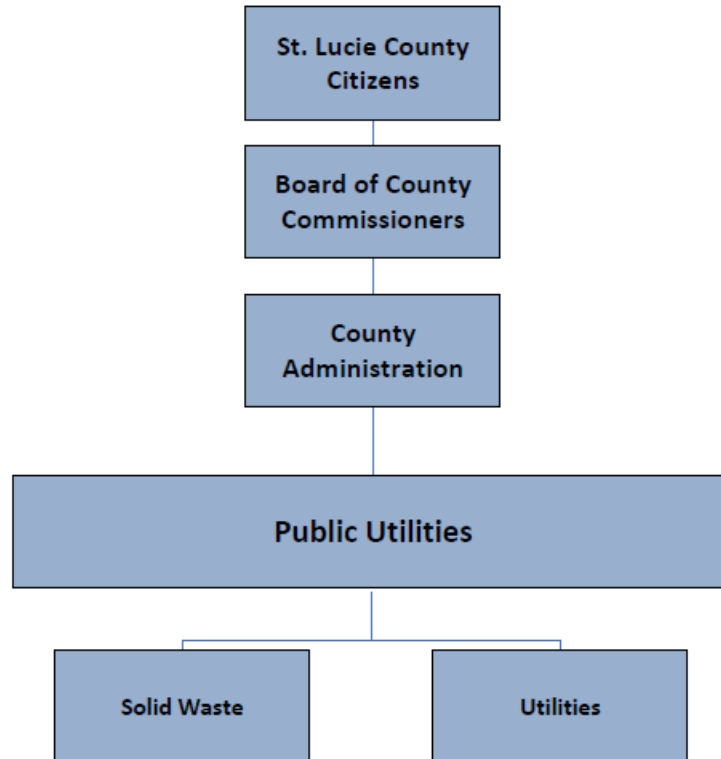 St. Lucie County
Citizens
Board of County
Commissioners
County
Administration
Public Utilities
Solid Waste
Utilities